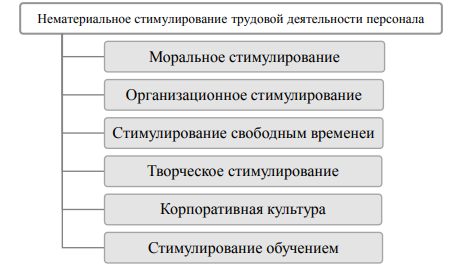 Нематериальное стимулирование трудовой деятельности персонала
Моральное стимулирование
Организационное стимулирование
Стимулирование свободным временеи
Творческое стимулирование
Корпоративная культура
Стимулирование обучением